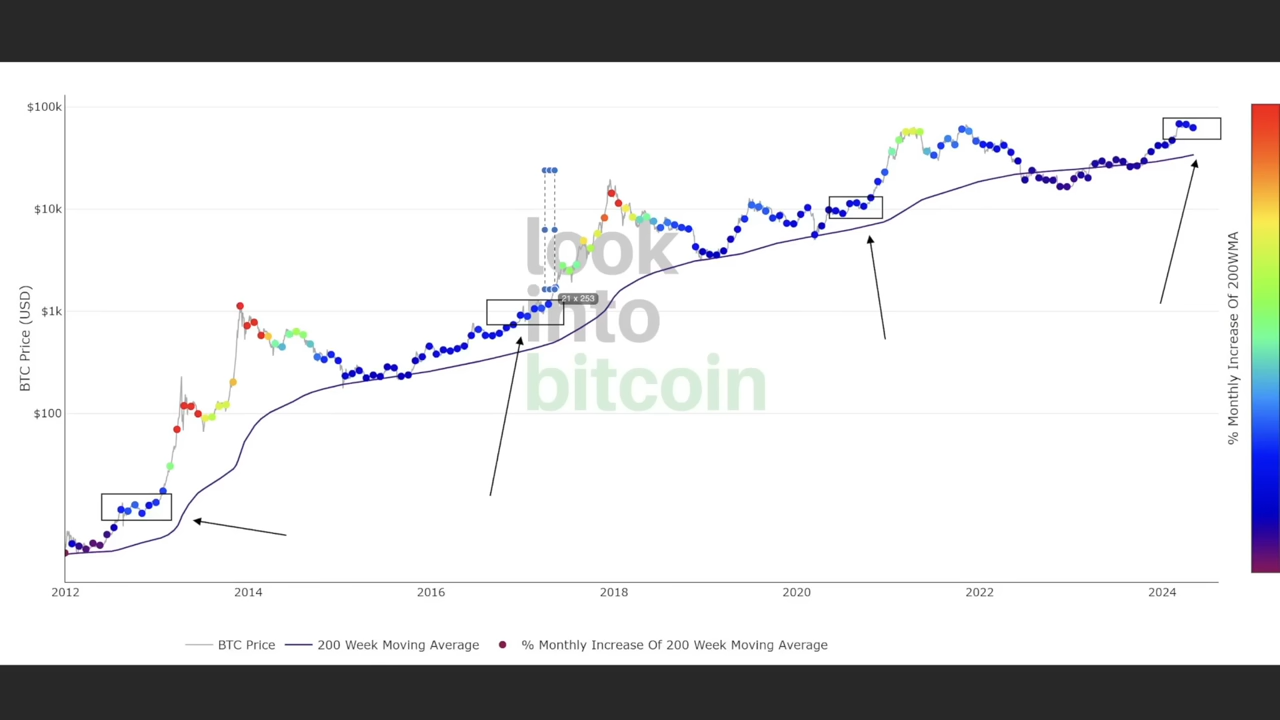 $100k
$10k
$1k
$100
BTC Price (USD)
look
into
bitcoin
21 x 253
% Monthly Increase Of 200WMA
2012 2014 2016 2018 2020 2022 2024
BTC Price 200 Week Moving Average % Monthly Increase Of 200 Week Moving Average